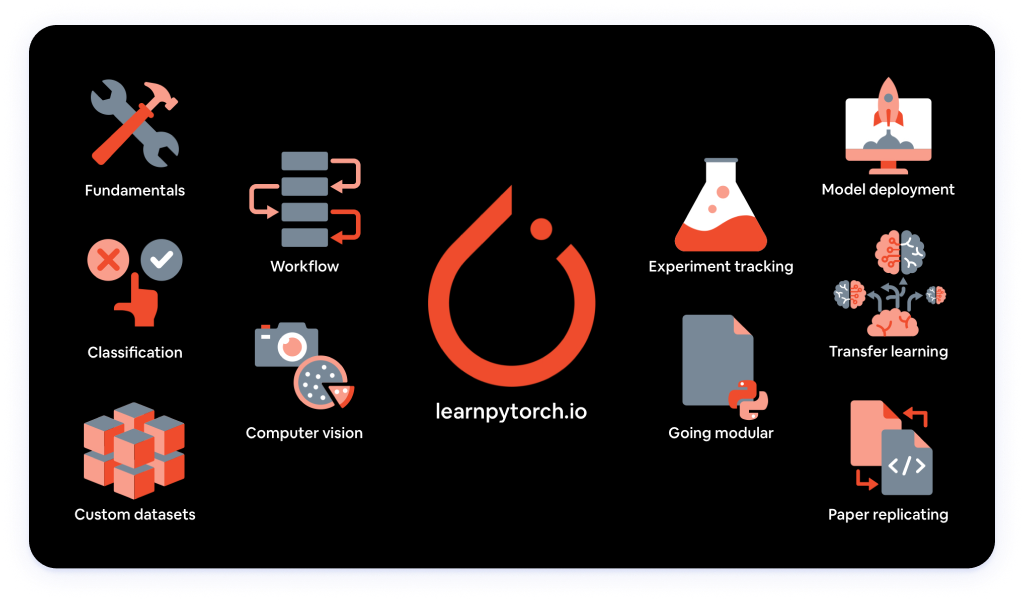 Fundamentals
Workflow
Classification
Computer vision
Custom datasets
learnpytorch.io
Experiment tracking
Going modular
Model deployment
Transfer learning
</>
Paper replicating